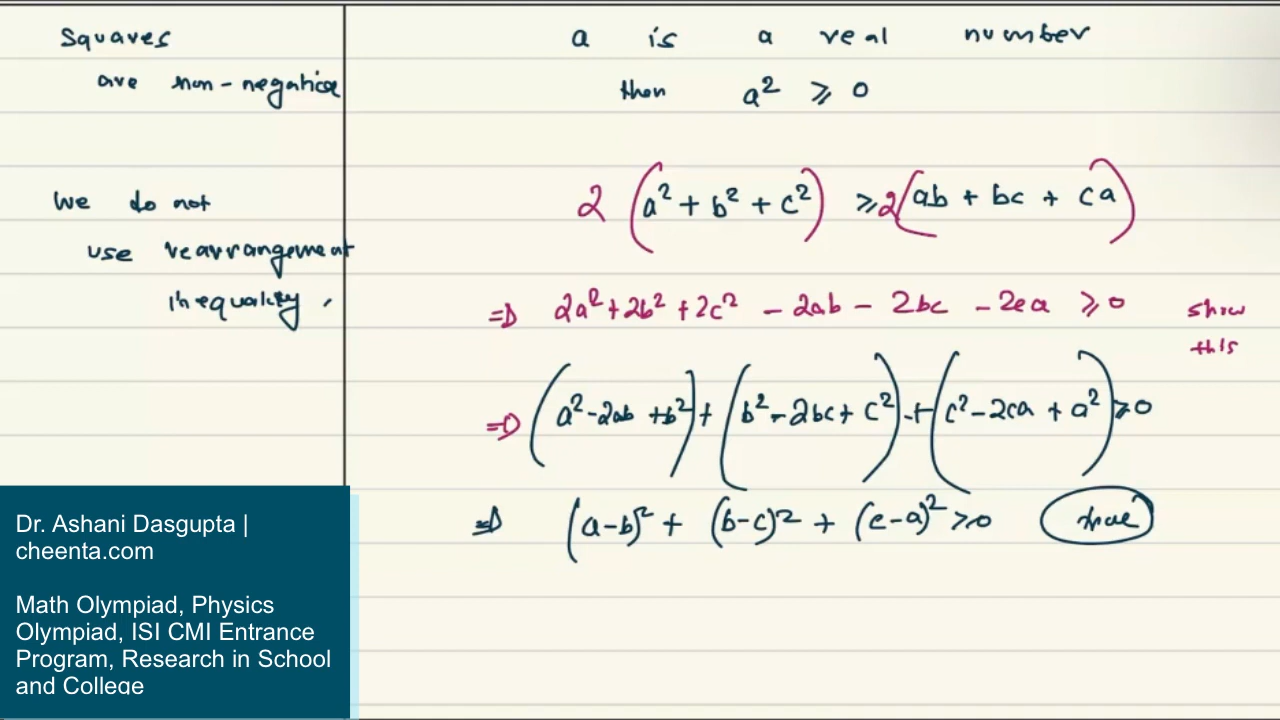 Squares
are non-negative
We do not
use rearrangement
inequality.
a is a real number
then a² ≥ 0
2(a² + b² + c²) ≥ 2(ab + bc + ca)
⇒ 2a² + 2b² + 2c² - 2ab - 2bc - 2ca ≥ 0
show
this
⇒ (a² - 2ab + b²) + (b² - 2bc + c²) + (c² - 2ca + a²) ≥ 0
⇒ (a-b)² + (b-c)² + (c-a)² ≥ 0 true
Dr. Ashani Dasgupta |
cheenta.com
Math Olympiad, Physics
Olympiad, ISI CMI Entrance
Program, Research in School
and College